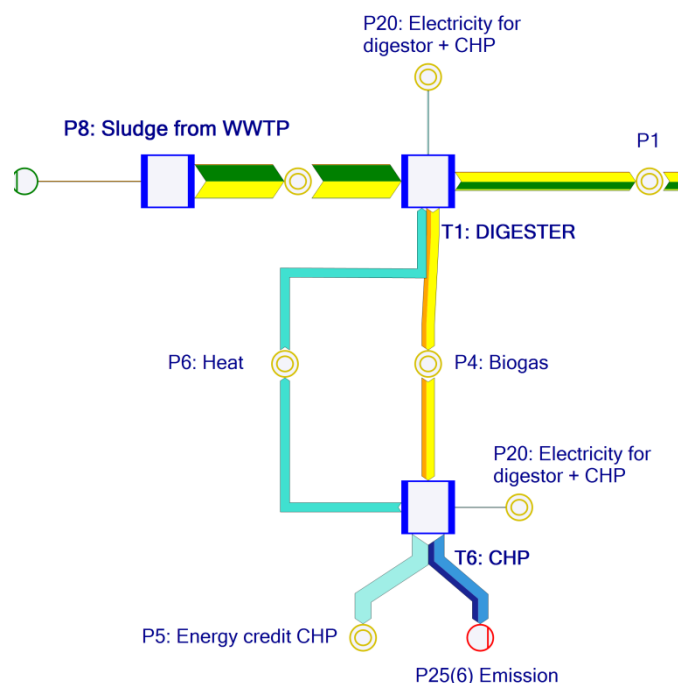 P20: Electricity for
digestor + CHP
P8: Sludge from WWTP
P1
T1: DIGESTER
P6: Heat
P4: Biogas
P20: Electricity for
digestor + CHP
T6: CHP
P5: Energy credit CHP
P25(6) Emission